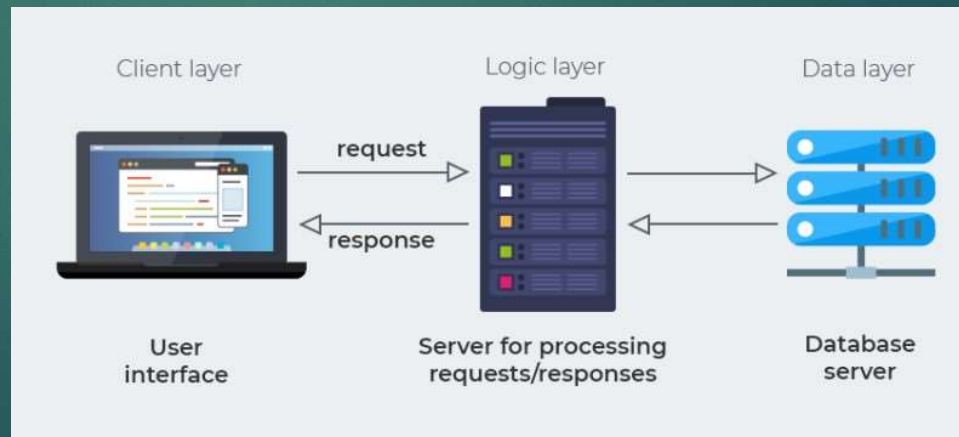 Client layer
Logic layer
Data layer
request
response
User
interface
Server for processing
requests/responses
Database
server